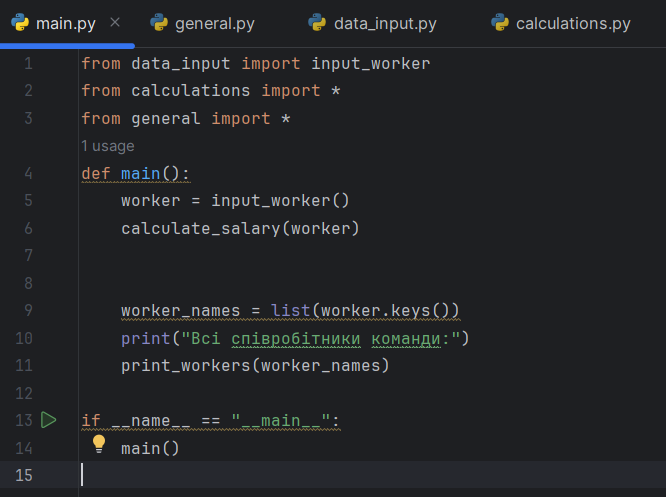 main.py × general.py data_input.py calculations.py
1 from data_input import input_worker
2 from calculations import *
3 from general import *
1 usage
4 def main():
5     worker = input_worker()
6     calculate_salary(worker)
7
8
9     worker_names = list(worker.keys())
10     print("Всі співробітники команди:")
11     print_workers(worker_names)
12
13 if __name__ == "__main__":
14     main()
15